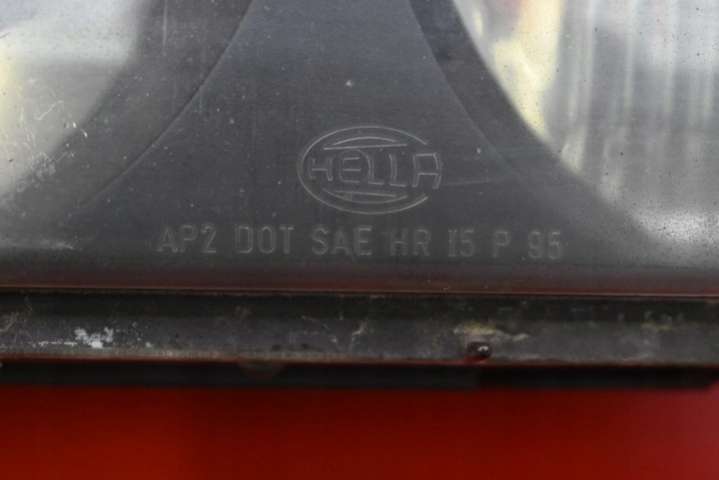 HELLA
AP2 DOT SAE HR 15 P 95